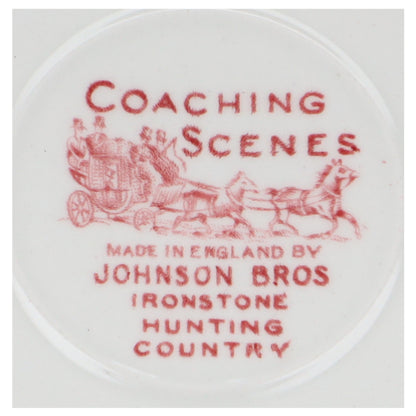 COACHING
SCENES
MADE IN ENGLAND BY
JOHNSON BROS
IRONSTONE
HUNTING
COUNTRY